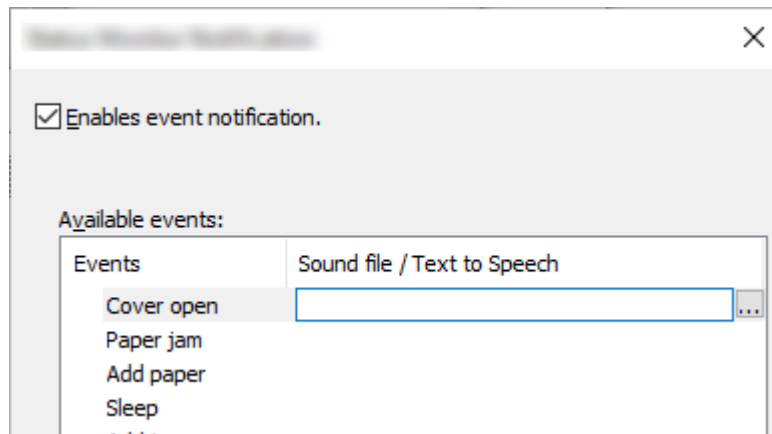 Enables event notification.
Available events:
Events Sound file / Text to Speech
Cover open ...
Paper jam
Add paper
Sleep